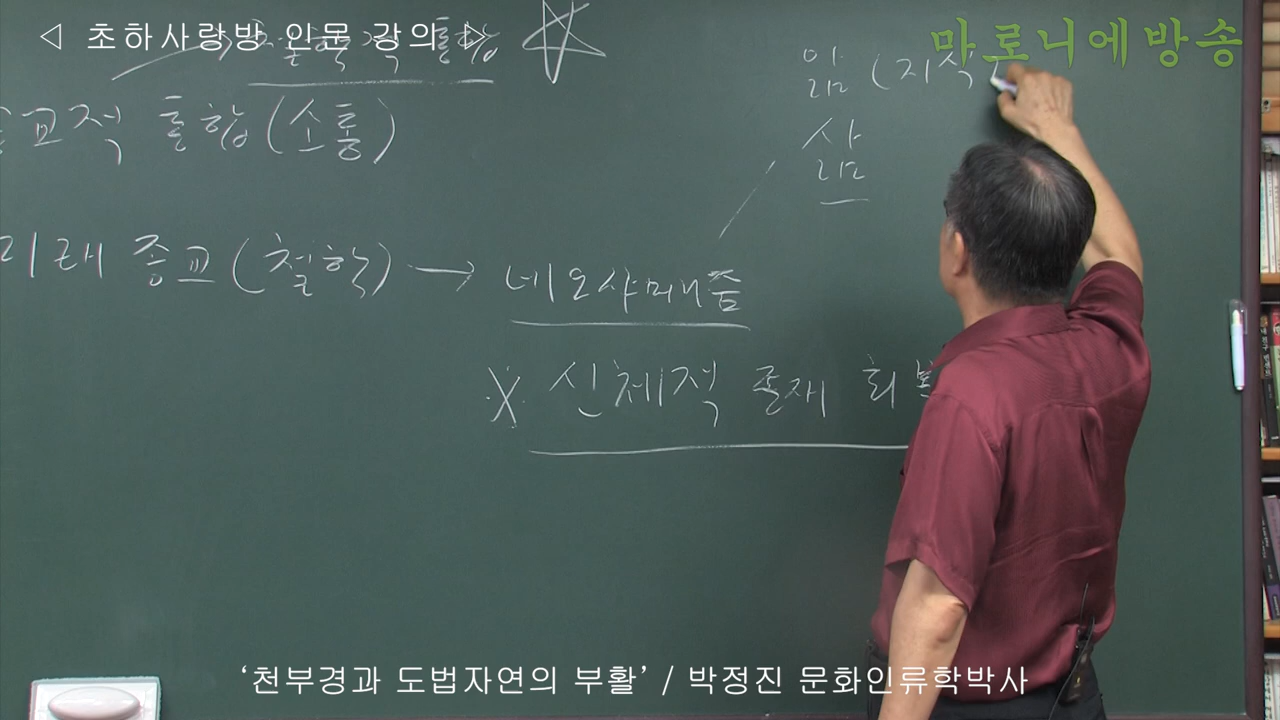 ◁ 초하사랑방 인문 강의 ▷
마로니에방송
통합
앎 (지식
삶
교적 통합(소통)
미래 종교(철학) → 네오샤머니즘
※ 신체적 존재 회복
‘천부경과 도법자연의 부활’ / 박정진 문화인류학박사